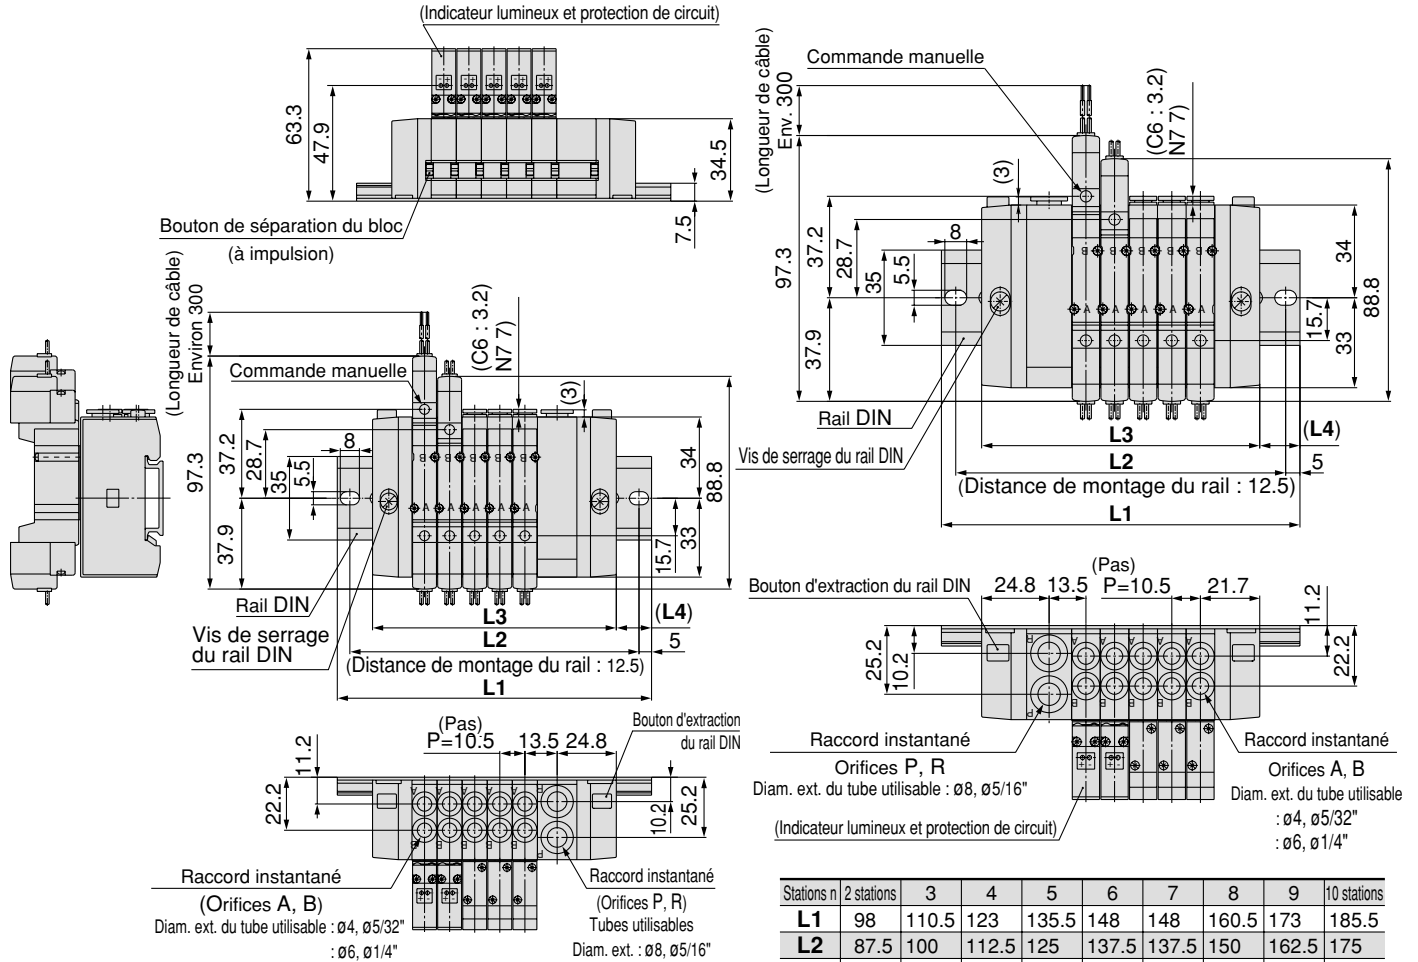 (Indicateur lumineux et protection de circuit)
63.3
47.9
34.5
7.5
Bouton de séparation du bloc
(à impulsion)
(Longueur de câble)
Environ 300
(C6 : 3.2)
N7 7)
Commande manuelle
(3)
97.3
37.2
28.7
35
5.5
8
37.9
34
88.8
33
15.7
Rail DIN
Vis de serrage
du rail DIN
L3
(L4)
L2
5
(Distance de montage du rail : 12.5)
L1
(Pas)
P=10.5
13.5
24.8
Bouton d'extraction
du rail DIN
11.2
22.2
10.2
25.2
A
A
A
A
A
P
B
B
B
B
B
P
Raccord instantané
(Orifices A, B)
Diam. ext. du tube utilisable : ø4, ø5/32"
: ø6, ø1/4"
Raccord instantané
(Orifices P, R)
Tubes utilisables
Diam. ext. : ø8, ø5/16"
(Longueur de câble)
Env. 300
Commande manuelle
(C6 : 3.2)
N7 7)
(3)
97.3
37.2
28.7
35
5.5
8
37.9
34
88.8
33
15.7
B B B B B
A A A A A
Rail DIN
Vis de serrage du rail DIN
L3
(L4)
L2
5
(Distance de montage du rail : 12.5)
L1
Bouton d'extraction du rail DIN
24.8
13.5
(Pas)
P=10.5
21.7
11.2
25.2
10.2
22.2
Raccord instantané
Orifices P, R
Diam. ext. du tube utilisable : ø8, ø5/16"
Raccord instantané
Orifices A, B
Diam. ext. du tube utilisable
: ø4, ø5/32"
: ø6, ø1/4"
(Indicateur lumineux et protection de circuit)
Stations n 2 stations 3 4 5 6 7 8 9 10 stations
L1 98 110.5 123 135.5 148 148 160.5 173 185.5
L2 87.5 100 112.5 125 137.5 137.5 150 162.5 175